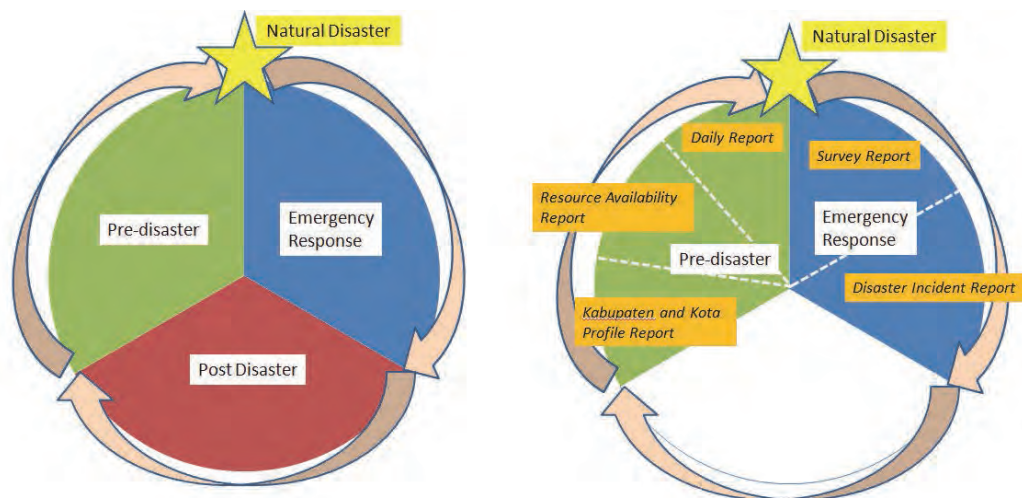 Natural Disaster
Pre-disaster
Emergency
Response
Post Disaster
Natural Disaster
Daily Report
Survey Report
Resource Availability
Report
Emergency
Response
Pre-disaster
Disaster Incident Report
Kabupaten and Kota
Profile Report